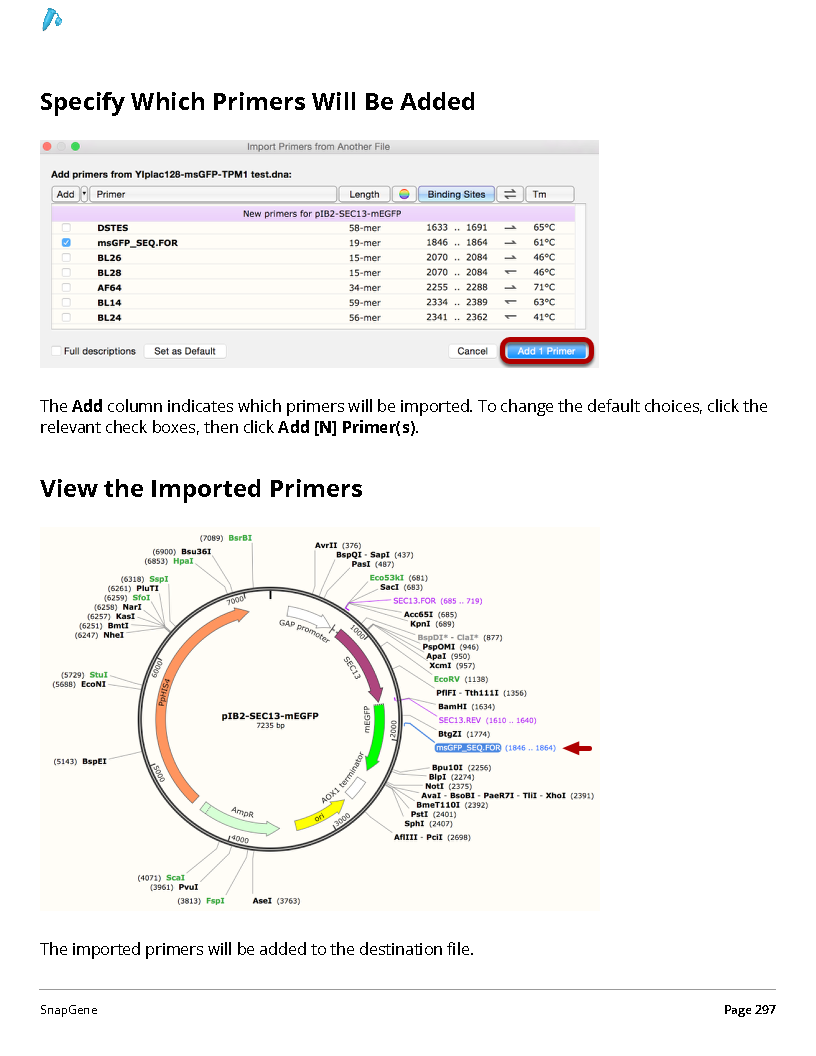 Specify Which Primers Will Be Added
Import Primers from Another File
Add primers from YIplac128-msGFP-TPM1 test.dna:
Add Primer Length Binding Sites ⇌ Tm
New primers for pIB2-SEC13-mEGFP
DSTES 58-mer 1633 .. 1691 65°C
msGFP_SEQ.FOR 19-mer 1846 .. 1864 61°C
BL26 15-mer 2070 .. 2084 46°C
BL28 15-mer 2070 .. 2084 46°C
AF64 34-mer 2255 .. 2288 71°C
BL14 59-mer 2334 .. 2389 63°C
BL24 56-mer 2341 .. 2362 41°C
Full descriptions Set as Default Cancel Add 1 Primer
The Add column indicates which primers will be imported. To change the default choices, click the
relevant check boxes, then click Add [N] Primer(s).
View the Imported Primers
(7089) BsrBI
(6900) Bsu36I
(6853) HpaI
(6318) SspI
(6261) PluTI
(6259) SfoI
(6258) NarI
(6257) KasI
(6251) BmtI
(6247) NheI
(5729) StuI
(5688) EcoNI
(5143) BspEI
(4071) ScaI
(3961) PvuI
(3813) FspI
AseI (3763)
AvrII (376)
BspQI - SapI (437)
PasI (487)
Eco53kI (681)
SacI (683)
SEC13.FOR (685 .. 719)
Acc65I (685)
KpnI (689)
BspDI* - ClaI* (877)
PspOMI (946)
ApaI (950)
XcmI (957)
EcoRV (1138)
PflFI - Tth111I (1356)
BamHI (1634)
SEC13.REV (1610 .. 1640)
BtgZI (1774)
msGFP_SEQ.FOR (1846 .. 1864)
Bpu10I (2256)
BlpI (2274)
NotI (2375)
AvaI - BsoBI - PaeR7I - TliI - XhoI (2391)
BmeT110I (2392)
PstI (2401)
SphI (2407)
AflIII - PciI (2698)
7000
1000
2000
3000
4000
5000
6000
GAP promoter
SEC13
mEGFP
AOX1 terminator
ori
AmpR
PpHIS4
pIB2-SEC13-mEGFP
7235 bp
The imported primers will be added to the destination file.
SnapGene
Page 297